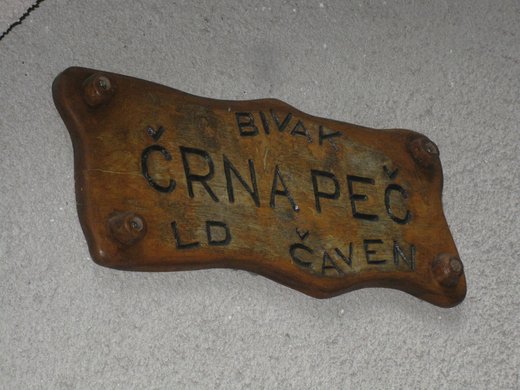 BIVAK
ČRNA PEČ
LD ČAVEN